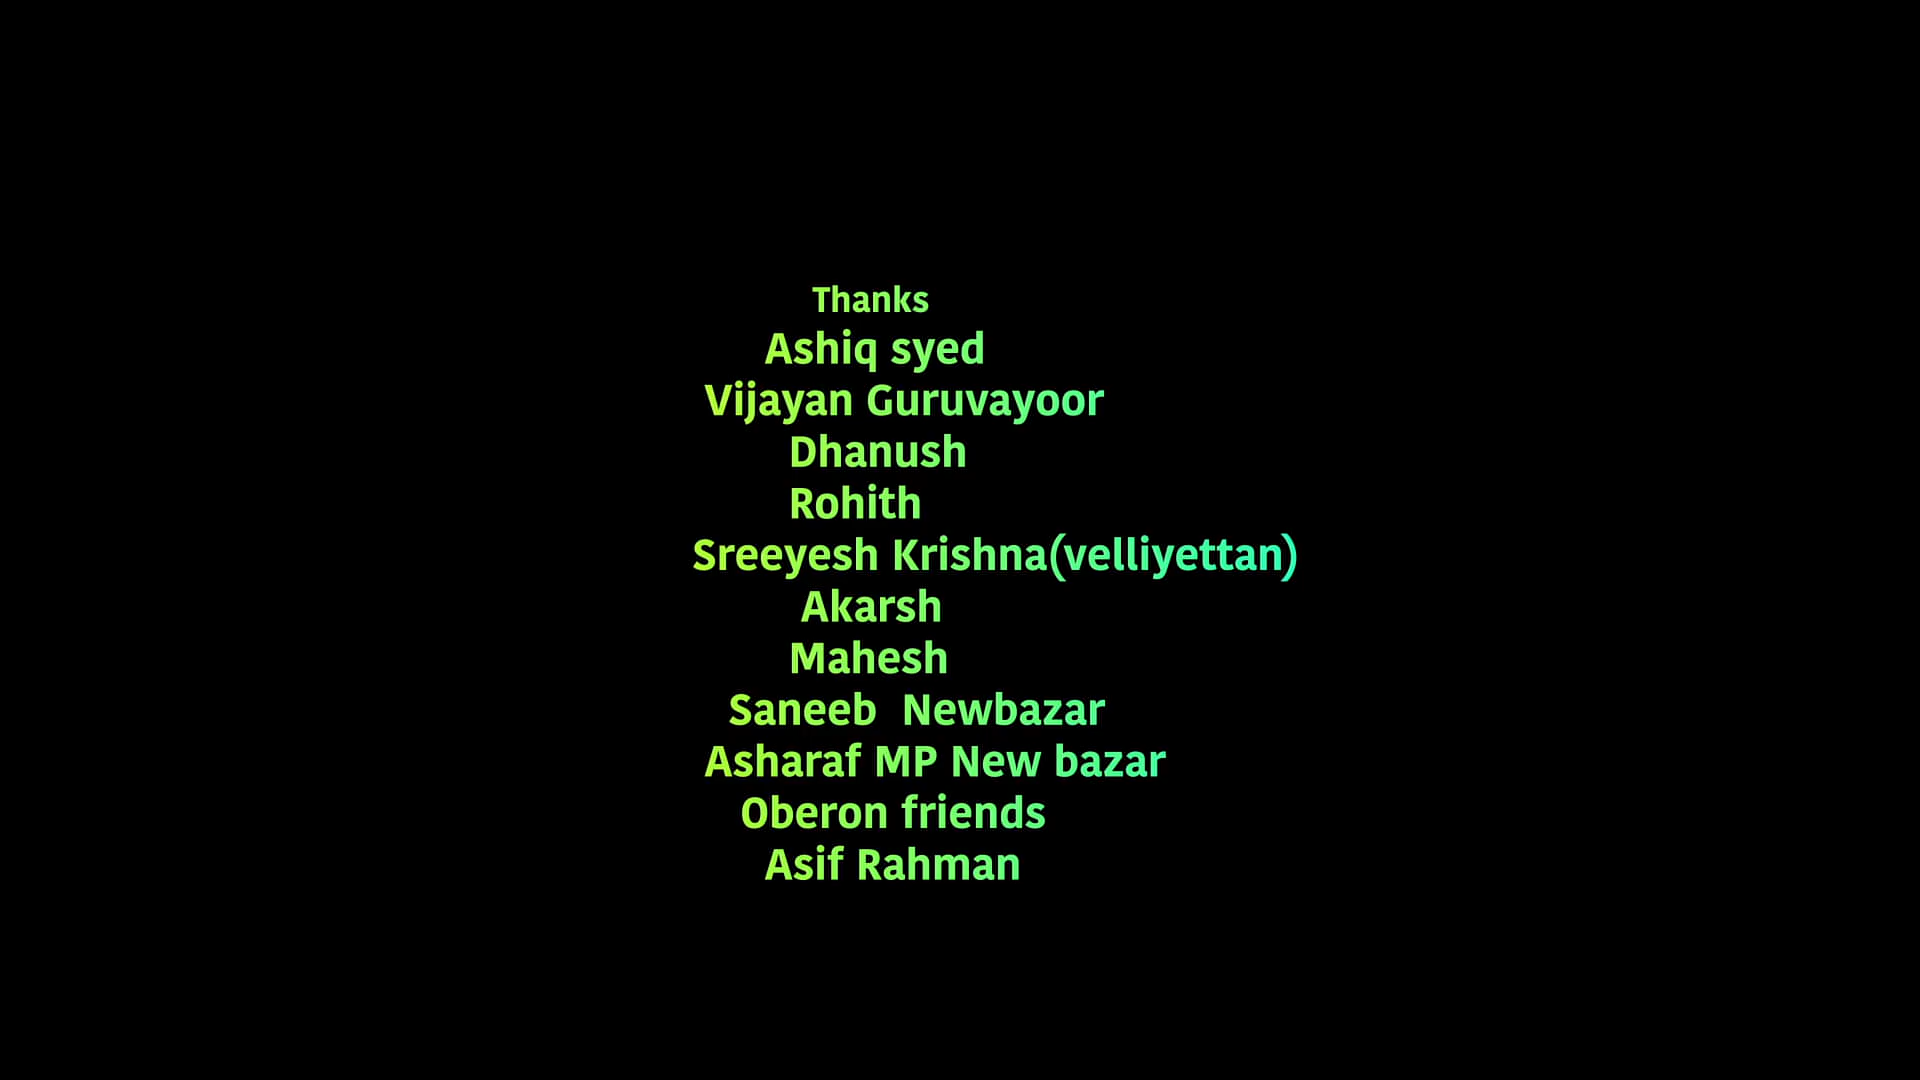 Thanks
Ashiq syed
Vijayan Guruvayoor
Dhanush
Rohith
Sreeyesh Krishna(velliyettan)
Akarsh
Mahesh
Saneeb  Newbazar
Asharaf MP New bazar
Oberon friends
Asif Rahman